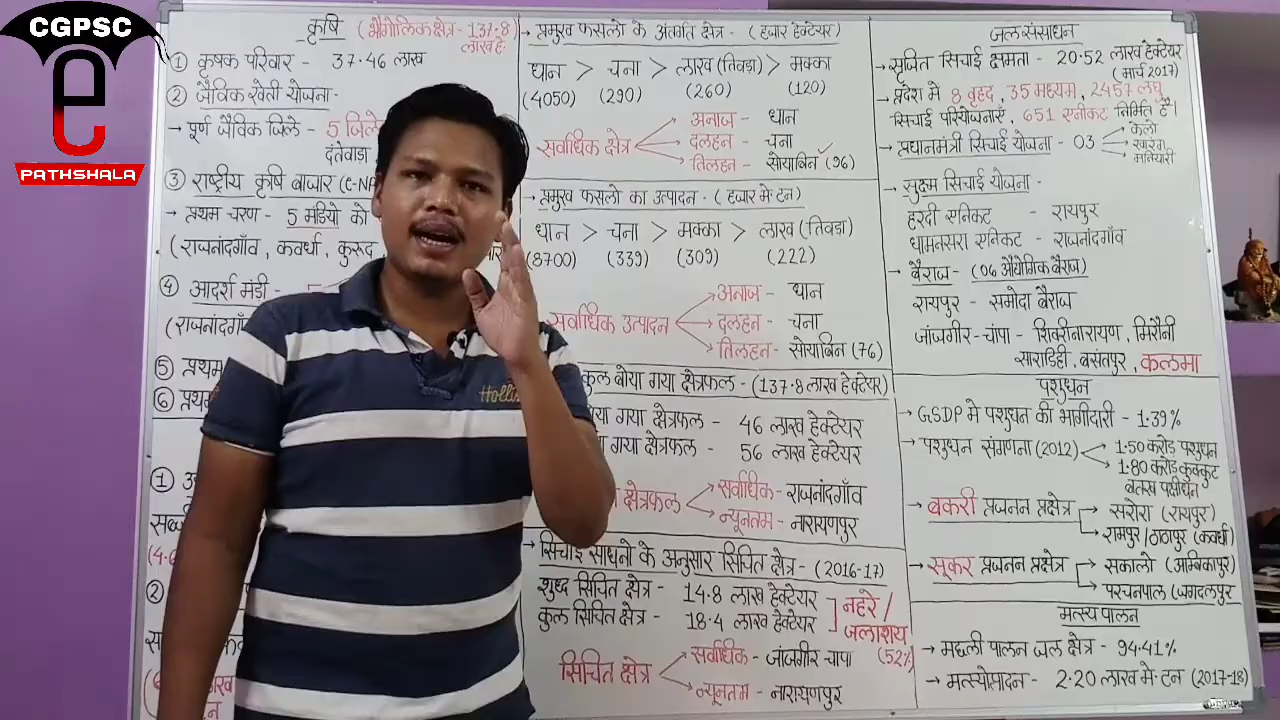 CGPSC
PATHSHALA
कृषि (भौगोलिक क्षेत्र - 137.8 लाख हे.
① कृषक परिवार - 37.46 लाख
② जैविक खेती योजना -
→ पूर्ण जैविक जिले - 5 जिले
दंतेवाड़ा
③ राष्ट्रीय कृषि बाजार (e-NA
→ प्रथम चरण - 5 मंडियो को
(राजनांदगाँव, कवर्धा, कुरूद
④ आदर्श मंडी -
(राजनांदगाँ
⑤ प्रथम
⑥ प्रथ
①
सब्जी
②
→ प्रमुख फसलो के अंतर्गत क्षेत्र - (हजार हेक्टेयर)
धान > चना > लाख (तिवड़ा) > मक्का
(4050) (290) (260) (120)
सर्वाधिक क्षेत्र
अनाज - धान
दलहन - चना
तिलहन - सोयाबिन (96)
→ प्रमुख फसलो का उत्पादन - (हजार मे. टन)
धान > चना > मक्का > लाख (तिवड़ा)
(8700) (339) (309) (222)
सर्वाधिक उत्पादन
अनाज - धान
दलहन - चना
तिलहन - सोयाबिन (76)
कुल बोया गया क्षेत्रफल - (137.8 लाख हेक्टेयर)
बोया गया क्षेत्रफल - 46 लाख हेक्टेयर
गया क्षेत्रफल - 56 लाख हेक्टेयर
क्षेत्रफल
सर्वाधिक - राजनांदगाँव
न्यूनतम - नारायणपुर
→ सिंचाई साधनो के अनुसार सिंचित क्षेत्र - (2016-17)
शुध्द सिंचित क्षेत्र - 14.8 लाख हेक्टेयर
कुल सिंचित क्षेत्र - 18.4 लाख हेक्टेयर
नहरे / जलाशय (52%)
सिंचित क्षेत्र
सर्वाधिक - जांजगीर चांपा
न्यूनतम - नारायणपुर
जल संसाधन
→ सृजित सिंचाई क्षमता - 20.52 लाख हेक्टेयर
(मार्च 2017)
→ प्रदेश मे 8 वृहद, 35 मध्यम, 2457 लघु
सिंचाई परियोजनाएँ, 651 एनीकट निर्मित है।
→ प्रधानमंत्री सिंचाई योजना - 03
केलो
खारंग
मनियारी
→ सुक्ष्म सिंचाई योजना -
हरदी एनिकट - रायपुर
धामनसरा एनिकट - राजनांदगाँव
→ बैराज - (06 औद्योगिक बैराज)
रायपुर - समोदा बैराज
जांजगीर-चांपा - शिवरीनारायण, मिरौनी
साराडिही, बसंतपुर, कलमा
पशुधन
→ GSDP मे पशुधन की भागीदारी - 1.39%
→ पशुधन संगणना (2012)
1.50 करोड़ पशुधन
1.80 करोड़ कुक्कुट
बतख पक्षीधन
→ बकरी प्रजनन प्रक्षेत्र
सरोरा (रायपुर)
रामपुर/ठाठापुर (कवर्धा)
→ सूकर प्रजनन प्रक्षेत्र
सकालो (अम्बिकापुर)
परचनपाल (जगदलपुर
मत्स्य पालन
→ मछली पालन जल क्षेत्र - 94.41%
→ मत्स्योत्पादन - 2.20 लाख मे. टन (2017-18)